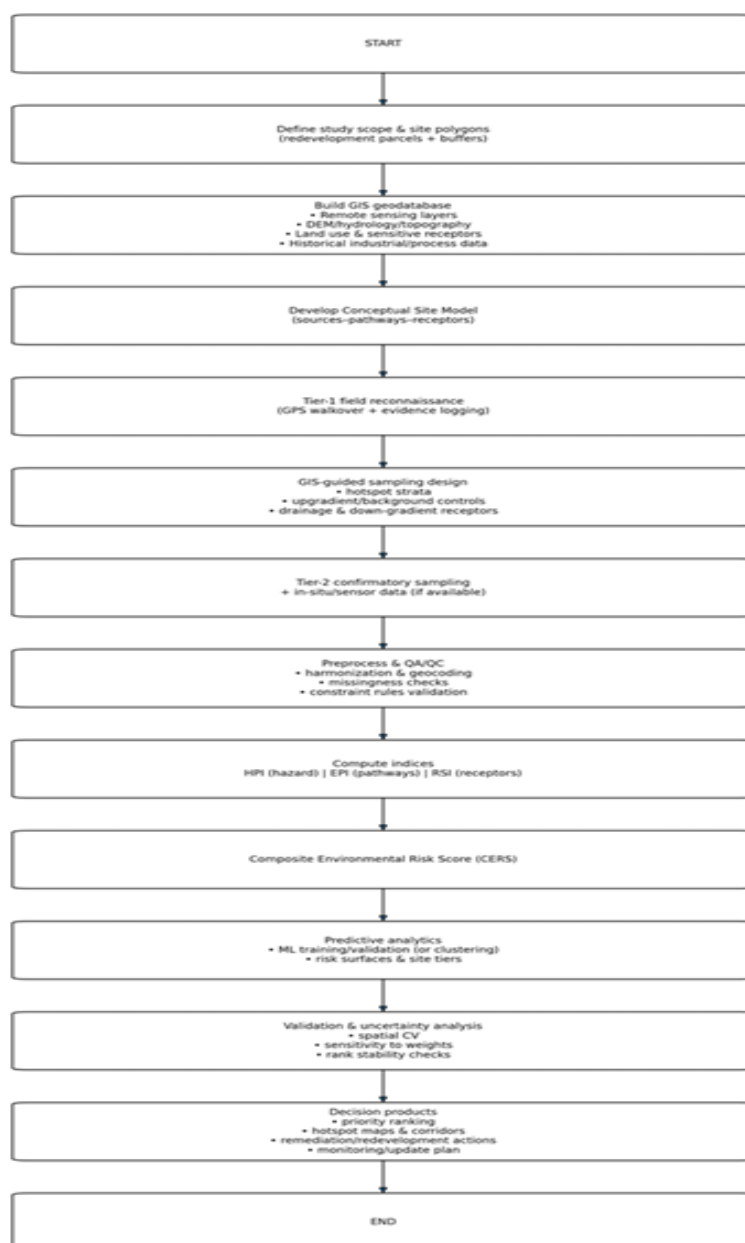 START
Define study scope & site polygons
(redevelopment parcels + buffers)
Build GIS geodatabase
• Remote sensing layers
• DEM/hydrology/topography
• Land use & sensitive receptors
• Historical industrial/process data
Develop Conceptual Site Model
(sources–pathways–receptors)
Tier-1 field reconnaissance
(GPS walkover + evidence logging)
GIS-guided sampling design
• hotspot strata
• upgradient/background controls
• drainage & down-gradient receptors
Tier-2 confirmatory sampling
+ in-situ/sensor data (if available)
Preprocess & QA/QC
• harmonization & geocoding
• missingness checks
• constraint rules validation
Compute indices
HPI (hazard) | EPI (pathways) | RSI (receptors)
Composite Environmental Risk Score (CERS)
Predictive analytics
• ML training/validation (or clustering)
• risk surfaces & site tiers
Validation & uncertainty analysis
• spatial CV
• sensitivity to weights
• rank stability checks
Decision products
• priority ranking
• hotspot maps & corridors
• remediation/redevelopment actions
• monitoring/update plan
END